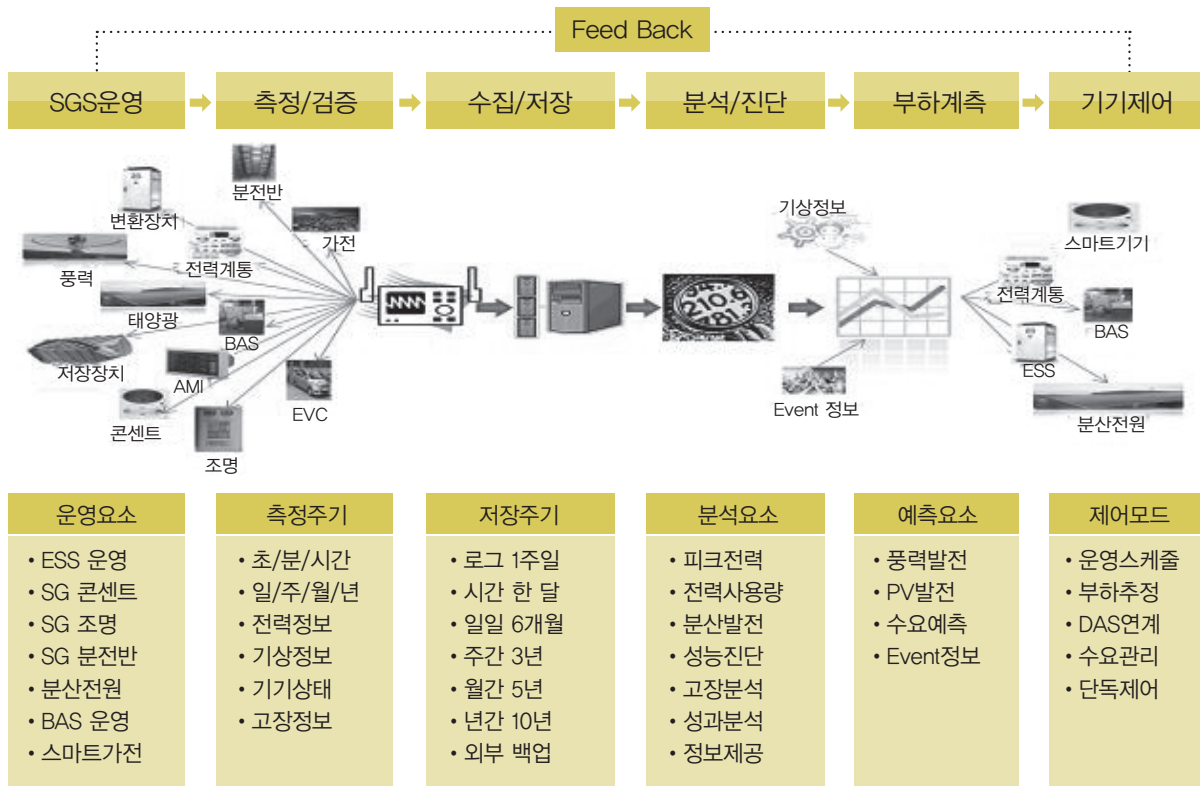 Feed Back
SGS운영
측정/검증
수집/저장
분석/진단
부하계측
기기제어
변환장치
전력계통
풍력
태양광
BAS
저장장치
AMI
콘센트
조명
EVC
분전반
가전
기상정보
Event 정보
스마트기기
전력계통
BAS
ESS
분산전원
운영요소
• ESS 운영
• SG 콘센트
• SG 조명
• SG 분전반
• 분산전원
• BAS 운영
• 스마트가전
측정주기
• 초/분/시간
• 일/주/월/년
• 전력정보
• 기상정보
• 기기상태
• 고장정보
저장주기
• 로그 1주일
• 시간 한 달
• 일일 6개월
• 주간 3년
• 월간 5년
• 년간 10년
• 외부 백업
분석요소
• 피크전력
• 전력사용량
• 분산발전
• 성능진단
• 고장분석
• 성과분석
• 정보제공
예측요소
• 풍력발전
• PV발전
• 수요예측
• Event정보
제어모드
• 운영스케줄
• 부하추정
• DAS연계
• 수요관리
• 단독제어